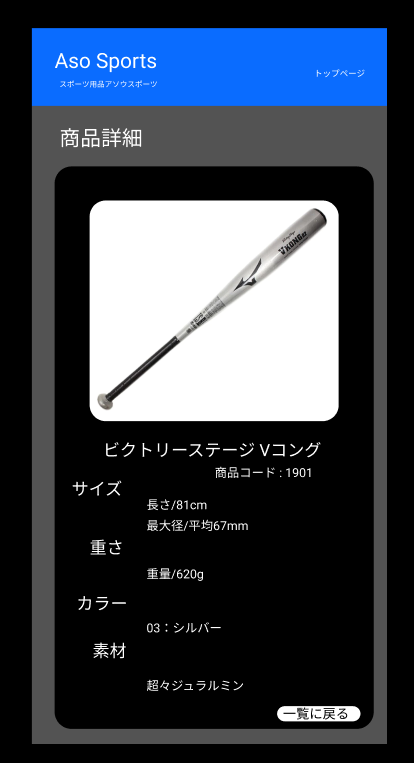 Aso Sports
スポーツ用品アソウスポーツ
トップページ
商品詳細
VKONG02
ビクトリーステージ Vコング
商品コード : 1901
サイズ
長さ/81cm
最大径/平均67mm
重さ
重量/620g
カラー
03：シルバー
素材
超々ジュラルミン
一覧に戻る